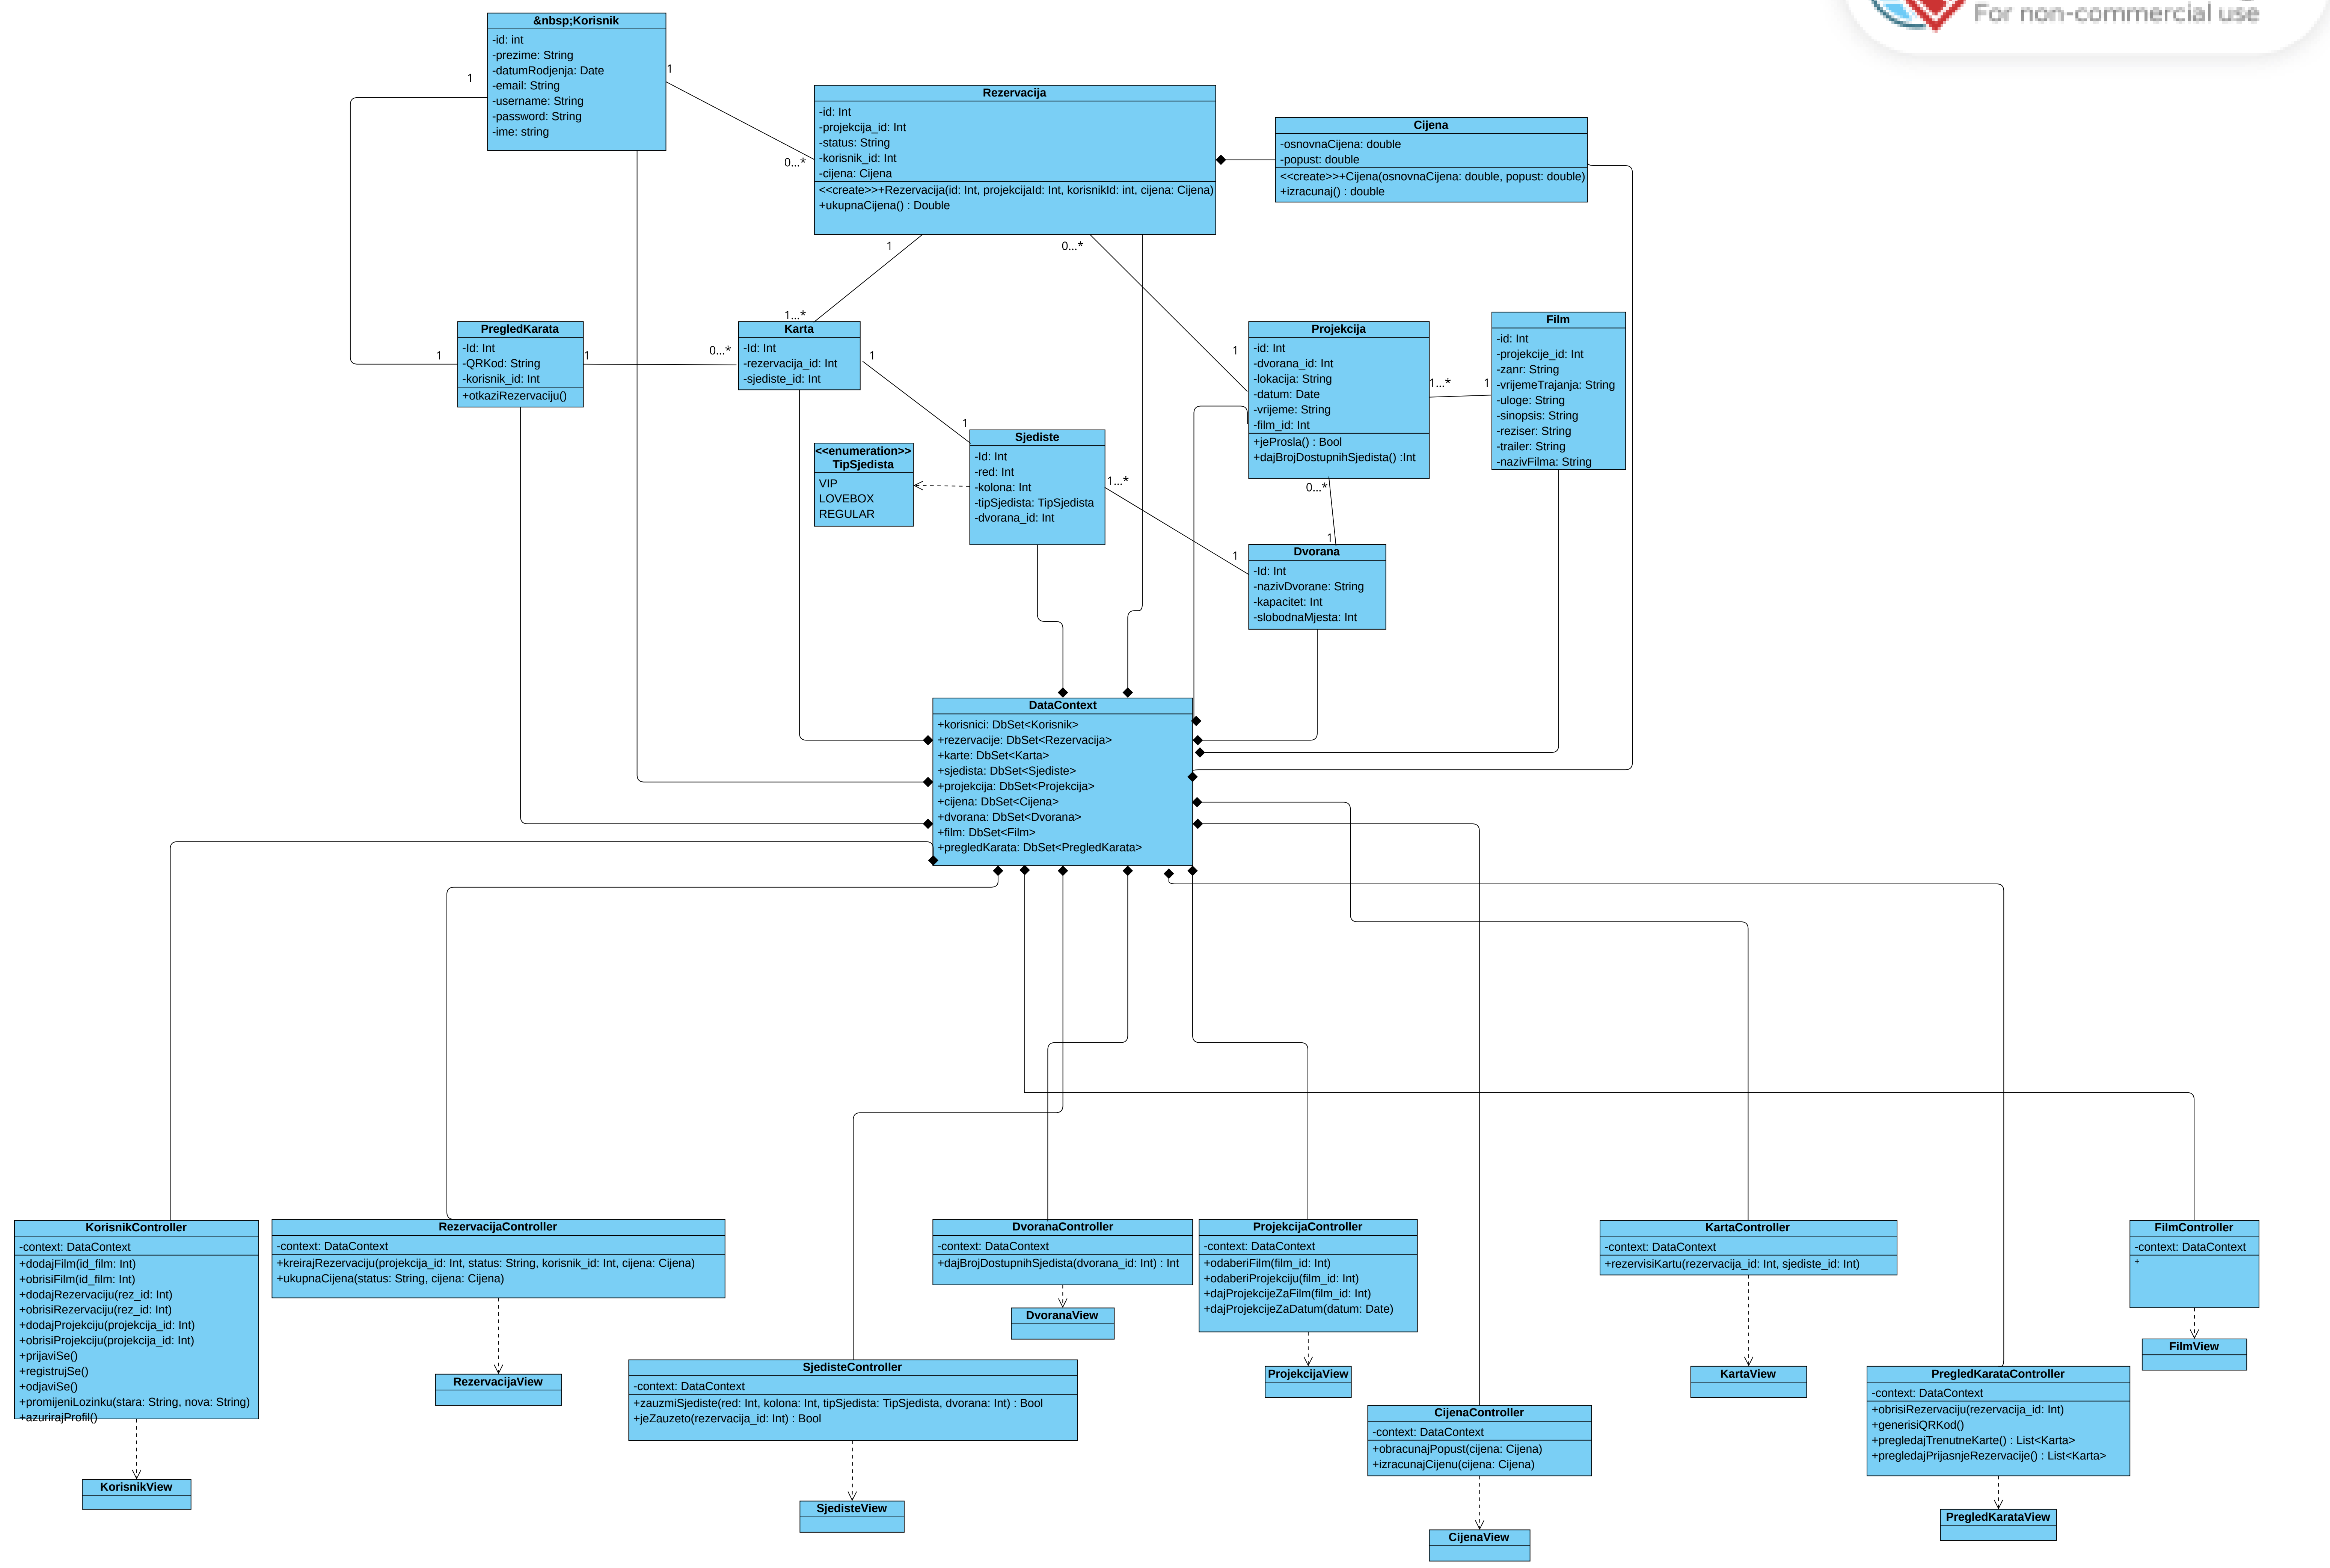 For non-commercial use
&nbsp;Korisnik
-id: int
-prezime: String
-datumRodjenja: Date
-email: String
-username: String
-password: String
-ime: string
1
1
0...*
Rezervacija
-id: Int
-projekcija_id: Int
-status: String
-korisnik_id: Int
-cijena: Cijena
<<create>>+Rezervacija(id: Int, projekcijaId: Int, korisnikId: int, cijena: Cijena)
+ukupnaCijena() : Double
Cijena
-osnovnaCijena: double
-popust: double
<<create>>+Cijena(osnovnaCijena: double, popust: double)
+izracunaj() : double
1
0...*
1...*
1
PregledKarata
-Id: Int
-QRKod: String
-korisnik_id: Int
+otkaziRezervaciju()
1
1
0...*
Karta
-Id: Int
-rezervacija_id: Int
-sjediste_id: Int
1
1
Projekcija
-id: Int
-dvorana_id: Int
-lokacija: String
-datum: Date
-vrijeme: String
-film_id: Int
+jeProsla() : Bool
+dajBrojDostupnihSjedista() :Int
1...*
1
Film
-id: Int
-projekcije_id: Int
-zanr: String
-vrijemeTrajanja: String
-uloge: String
-sinopsis: String
-reziser: String
-trailer: String
-nazivFilma: String
<<enumeration>>
TipSjedista
VIP
LOVEBOX
REGULAR
Sjediste
-Id: Int
-red: Int
-kolona: Int
-tipSjedista: TipSjedista
-dvorana_id: Int
1...*
1
0...*
1
Dvorana
-Id: Int
-nazivDvorane: String
-kapacitet: Int
-slobodnaMjesta: Int
DataContext
+korisnici: DbSet<Korisnik>
+rezervacije: DbSet<Rezervacija>
+karte: DbSet<Karta>
+sjedista: DbSet<Sjediste>
+projekcija: DbSet<Projekcija>
+cijena: DbSet<Cijena>
+dvorana: DbSet<Dvorana>
+film: DbSet<Film>
+pregledKarata: DbSet<PregledKarata>
KorisnikController
-context: DataContext
+dodajFilm(id_film: Int)
+obrisiFilm(id_film: Int)
+dodajRezervaciju(rez_id: Int)
+obrisiRezervaciju(rez_id: Int)
+dodajProjekciju(projekcija_id: Int)
+obrisiProjekciju(projekcija_id: Int)
+prijaviSe()
+registrujSe()
+odjaviSe()
+promijeniLozinku(stara: String, nova: String)
+azurirajProfil()
KorisnikView
RezervacijaController
-context: DataContext
+kreirajRezervaciju(projekcija_id: Int, status: String, korisnik_id: Int, cijena: Cijena)
+ukupnaCijena(status: String, cijena: Cijena)
RezervacijaView
SjedisteController
-context: DataContext
+zauzmiSjediste(red: Int, kolona: Int, tipSjedista: TipSjedista, dvorana: Int) : Bool
+jeZauzeto(rezervacija_id: Int) : Bool
SjedisteView
DvoranaController
-context: DataContext
+dajBrojDostupnihSjedista(dvorana_id: Int) : Int
DvoranaView
ProjekcijaController
-context: DataContext
+odaberiFilm(film_id: Int)
+odaberiProjekciju(film_id: Int)
+dajProjekcijeZaFilm(film_id: Int)
+dajProjekcijeZaDatum(datum: Date)
ProjekcijaView
CijenaController
-context: DataContext
+obracunajPopust(cijena: Cijena)
+izracunajCijenu(cijena: Cijena)
CijenaView
KartaController
-context: DataContext
+rezervisiKartu(rezervacija_id: Int, sjediste_id: Int)
KartaView
PregledKarataController
-context: DataContext
+obrisiRezervaciju(rezervacija_id: Int)
+generisiQRKod()
+pregledajTrenutneKarte() : List<Karta>
+pregledajPrijasnjeRezervacije() : List<Karta>
PregledKarataView
FilmController
-context: DataContext
+
FilmView